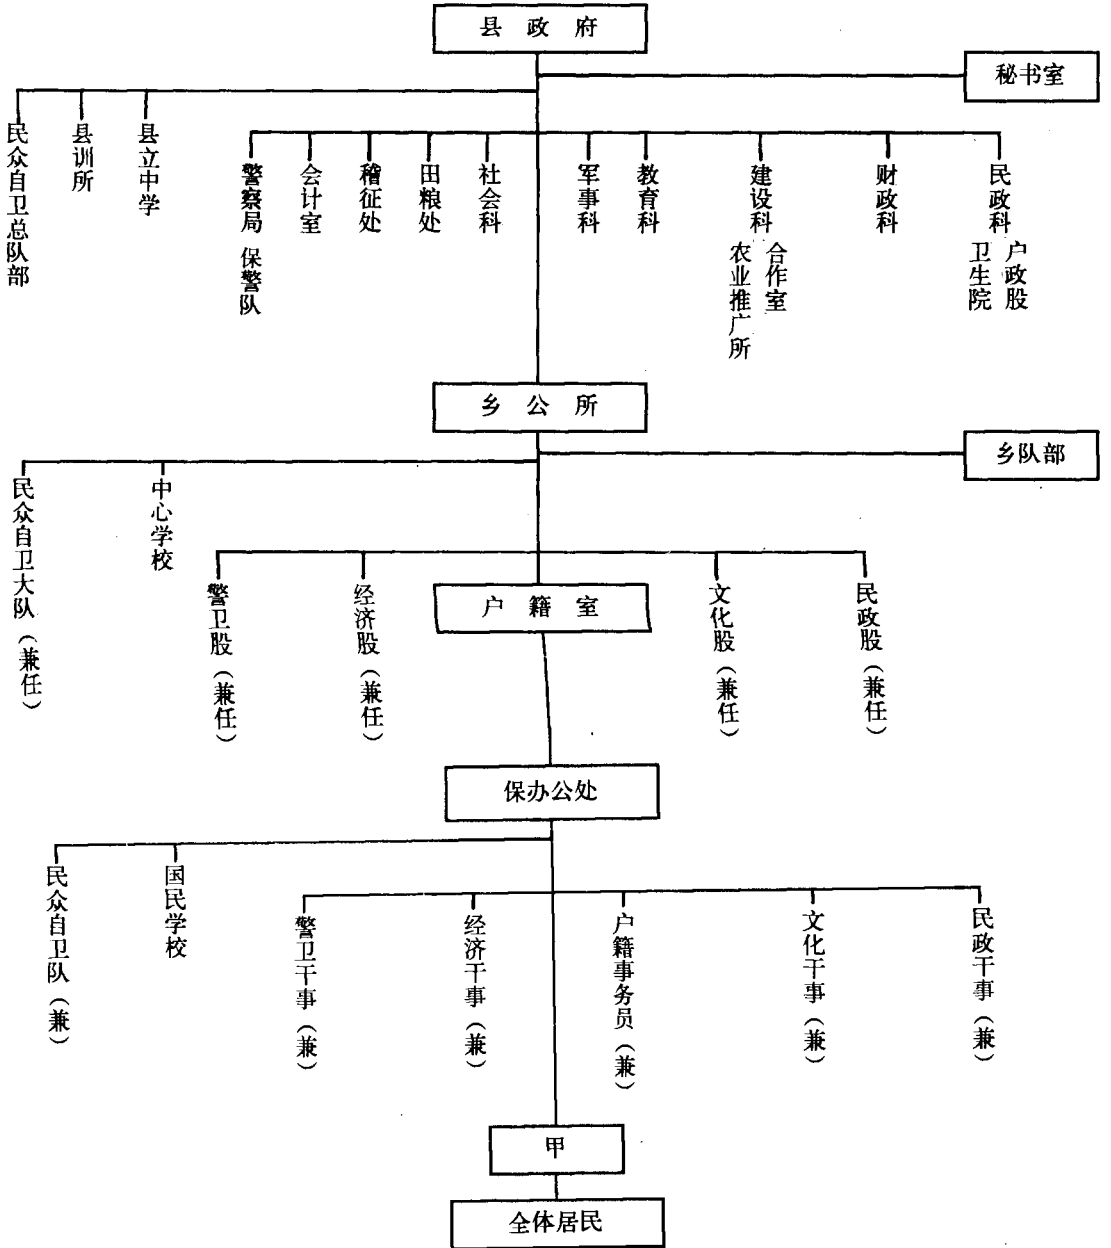 县政府
秘书室
民众自卫总队部
县训所
县立中学
警察局 保警队
会计室
稽征处
田粮处
社会科
军事科
教育科
建设科
农业推广所
合作室
财政科
民政科
卫生院
户政股
乡公所
乡队部
民众自卫大队（兼任）
中心学校
警卫股（兼任）
经济股（兼任）
户籍室
文化股（兼任）
民政股（兼任）
保办公处
民众自卫队（兼）
国民学校
警卫干事（兼）
经济干事（兼）
户籍事务员（兼）
文化干事（兼）
民政干事（兼）
甲
全体居民